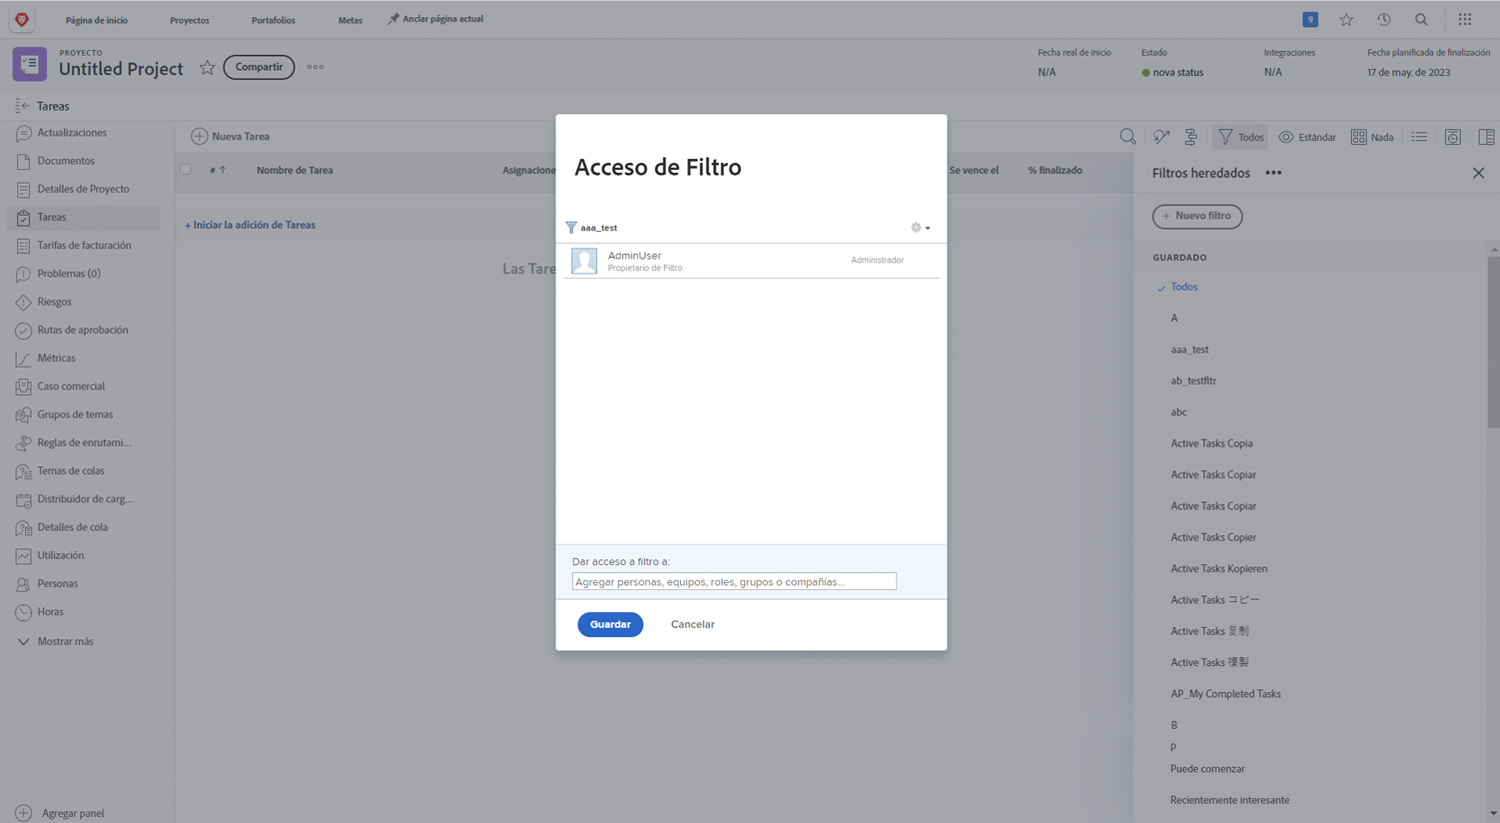 Página de inicio
Proyectos
Portafolios
Metas
Anclar página actual
9
PROYECTO
Untitled Project
Compartir
Fecha real de inicio
N/A
Estado
nova status
Integraciones
N/A
Fecha planificada de finalización
17 de may. de 2023
Tareas
Actualizaciones
Documentos
Detalles de Proyecto
Tareas
Tarifas de facturación
Problemas (0)
Riesgos
Rutas de aprobación
Métricas
Caso comercial
Grupos de temas
Reglas de enrutami...
Temas de colas
Distribuidor de carg...
Detalles de cola
Utilización
Personas
Horas
Mostrar más
Agregar panel
Nueva Tarea
Todos
Estándar
Nada
#
Nombre de Tarea
Asignacione
Se vence el
% finalizado
+ Iniciar la adición de Tareas
Las Tare
Acceso de Filtro
aaa_test
AdminUser
Propietario de Filtro
Administrador
Dar acceso a filtro a:
Agregar personas, equipos, roles, grupos o compañías...
Guardar
Cancelar
Filtros heredados
+ Nuevo filtro
GUARDADO
Todos
A
aaa_test
ab_testfltr
abc
Active Tasks Copia
Active Tasks Copiar
Active Tasks Copiar
Active Tasks Copier
Active Tasks Kopieren
Active Tasks コピー
Active Tasks 复制
Active Tasks 複製
AP_My Completed Tasks
B
P
Puede comenzar
Recientemente interesante